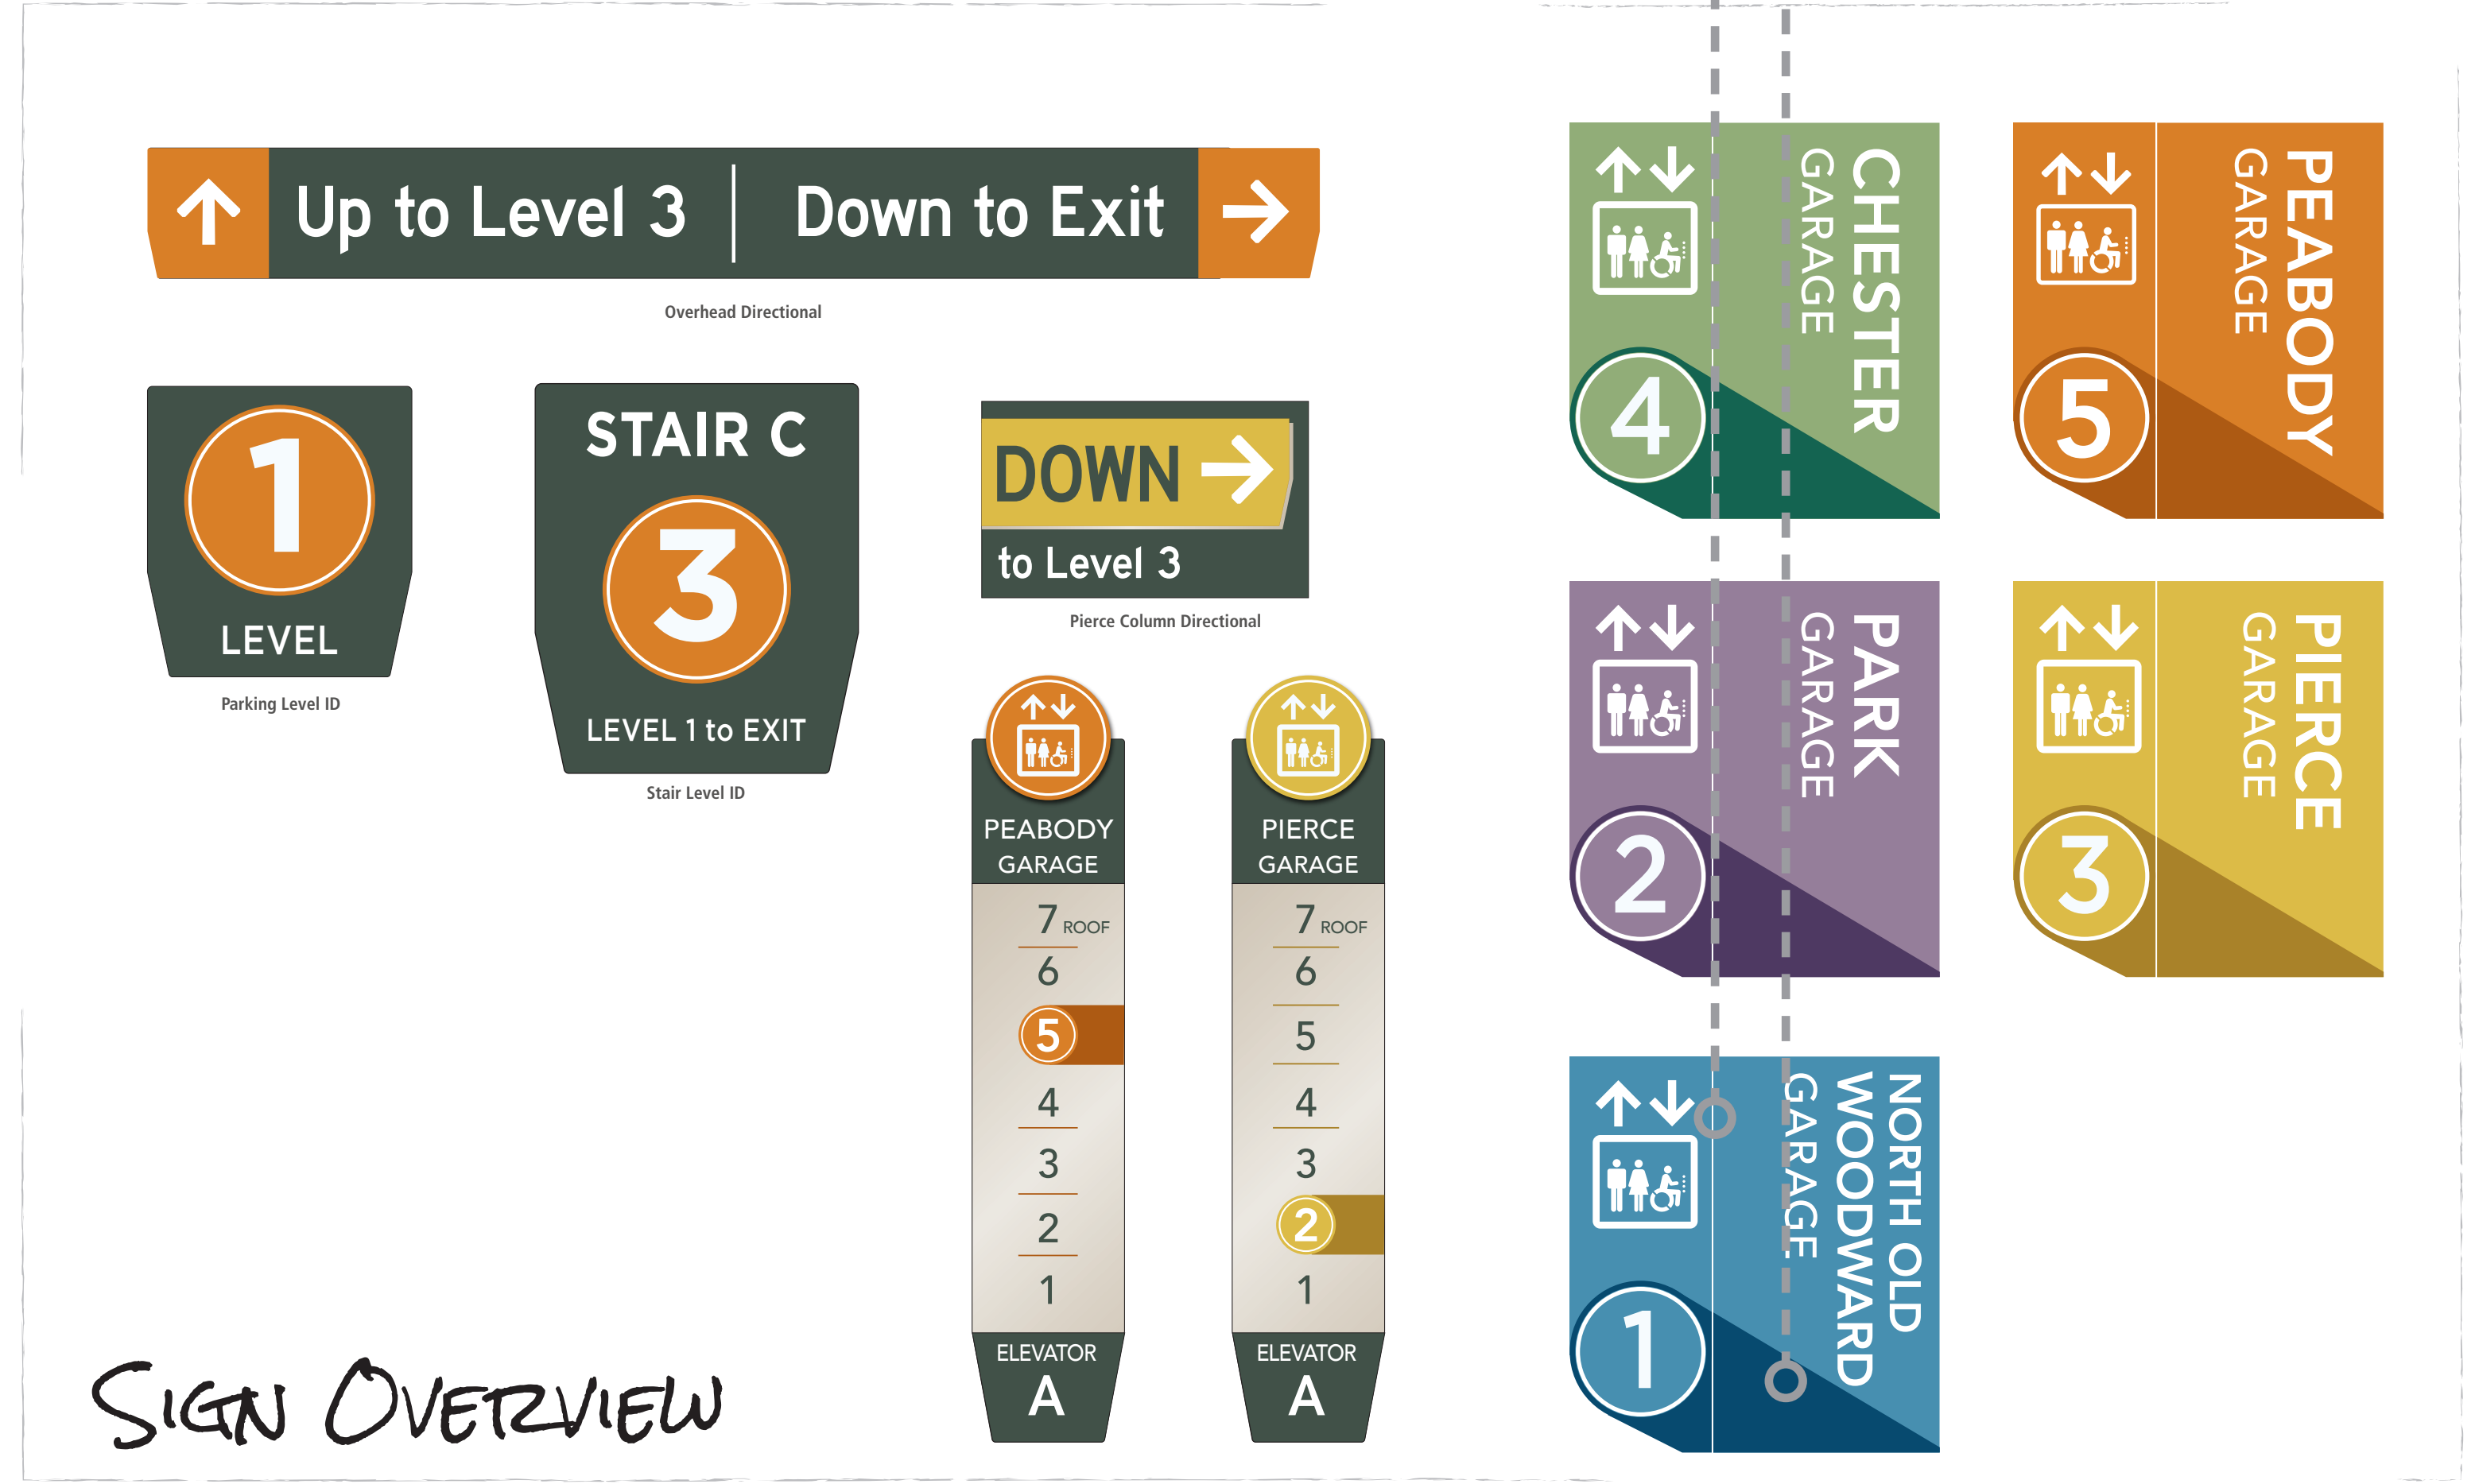 Up to Level 3 | Down to Exit
Overhead Directional
1
LEVEL
Parking Level ID
STAIR C
3
LEVEL 1 to EXIT
Stair Level ID
DOWN
to Level 3
Pierce Column Directional
PEABODY
GARAGE
7 ROOF
6
5
4
3
2
1
ELEVATOR
A
PIERCE
GARAGE
7 ROOF
6
5
4
3
2
1
ELEVATOR
A
CHESTER
GARAGE
4
PEABODY
GARAGE
5
PARK
GARAGE
2
PIERCE
GARAGE
3
NORTH OLD
WOODWARD
GARAGE
1
SIGN OVERVIEW